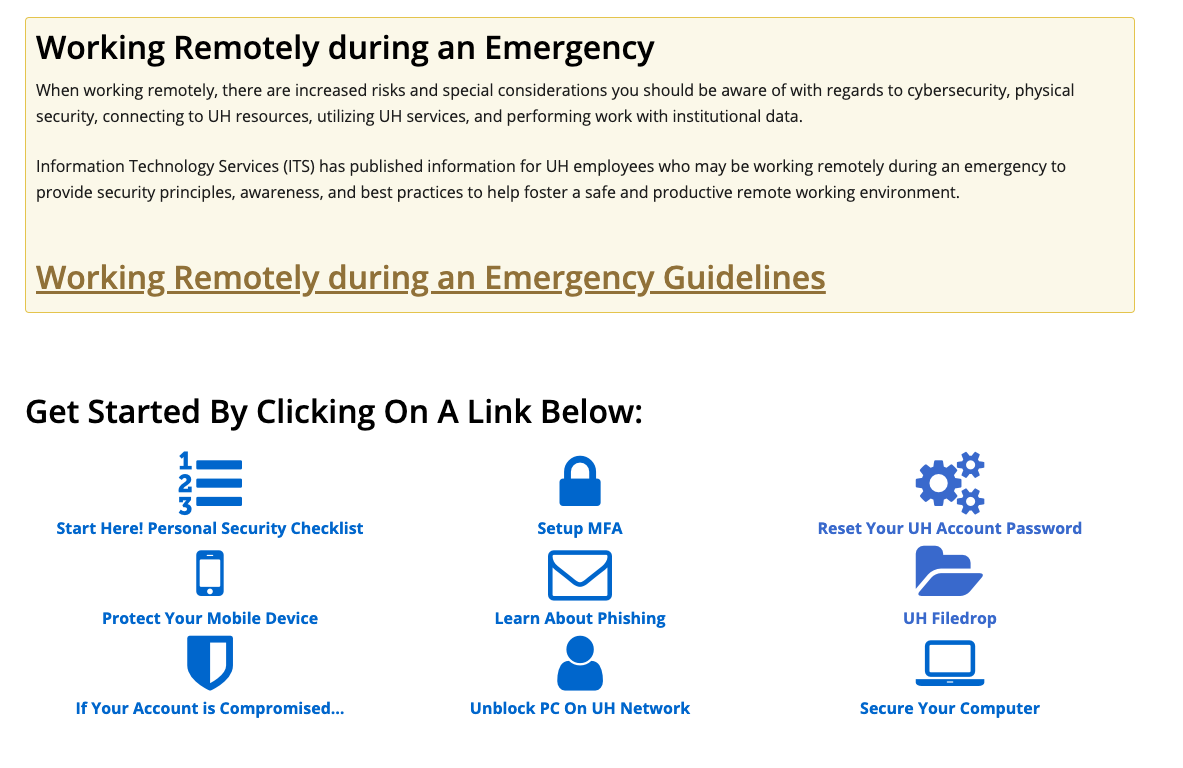 Working Remotely during an Emergency
When working remotely, there are increased risks and special considerations you should be aware of with regards to cybersecurity, physical
security, connecting to UH resources, utilizing UH services, and performing work with institutional data.
Information Technology Services (ITS) has published information for UH employees who may be working remotely during an emergency to
provide security principles, awareness, and best practices to help foster a safe and productive remote working environment.
Working Remotely during an Emergency Guidelines
Get Started By Clicking On A Link Below:
1
2
3
Start Here! Personal Security Checklist
Setup MFA
Reset Your UH Account Password
Protect Your Mobile Device
Learn About Phishing
UH Filedrop
If Your Account is Compromised...
Unblock PC On UH Network
Secure Your Computer